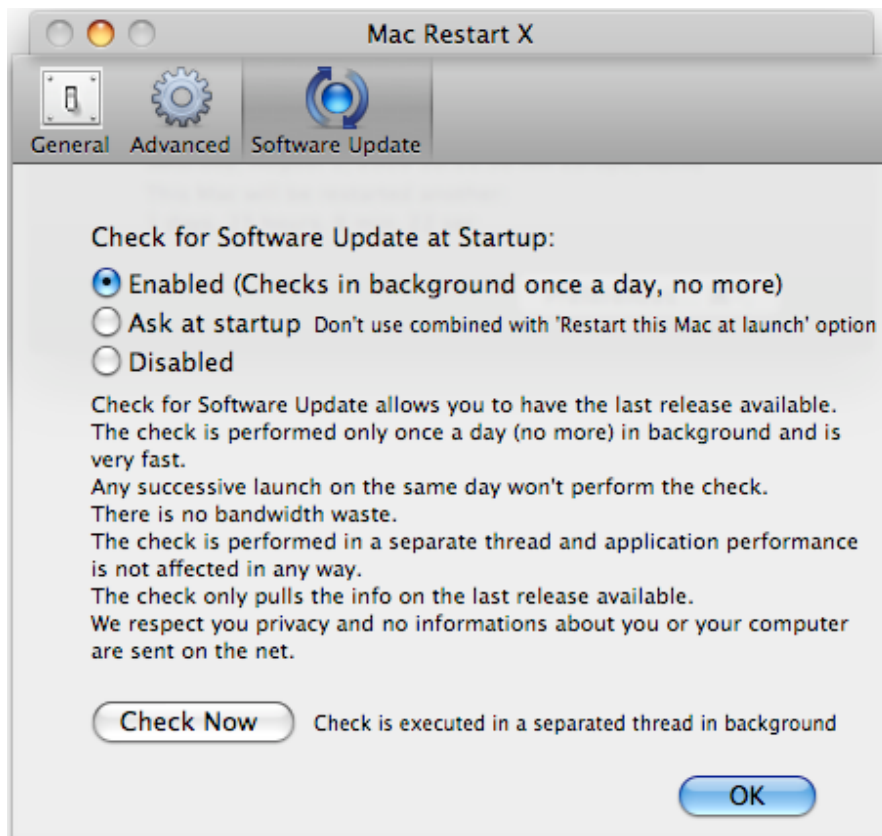 Mac Restart X
General Advanced Software Update
Check for Software Update at Startup:
Enabled (Checks in background once a day, no more)
Ask at startup Don't use combined with 'Restart this Mac at launch' option
Disabled
Check for Software Update allows you to have the last release available.
The check is performed only once a day (no more) in background and is
very fast.
Any successive launch on the same day won't perform the check.
There is no bandwidth waste.
The check is performed in a separate thread and application performance
is not affected in any way.
The check only pulls the info on the last release available.
We respect you privacy and no informations about you or your computer
are sent on the net.
Check Now Check is executed in a separated thread in background
OK